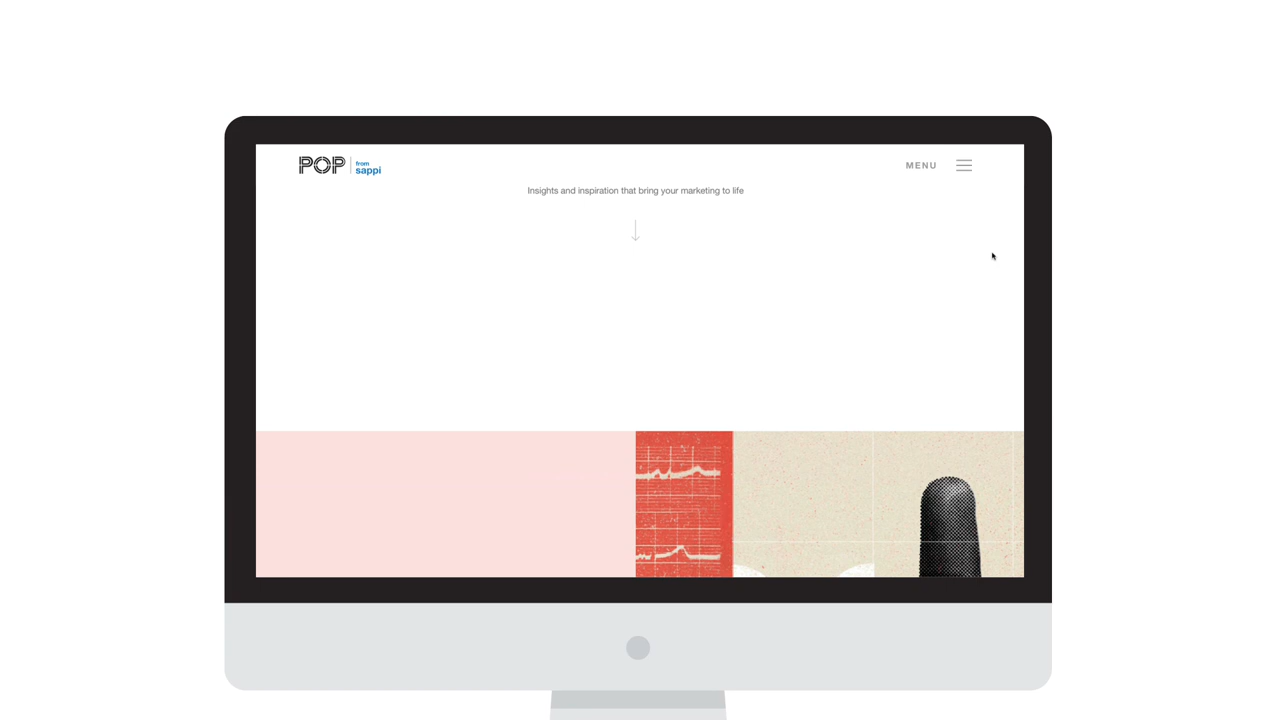 POP from
sappi
MENU
Insights and inspiration that bring your marketing to life